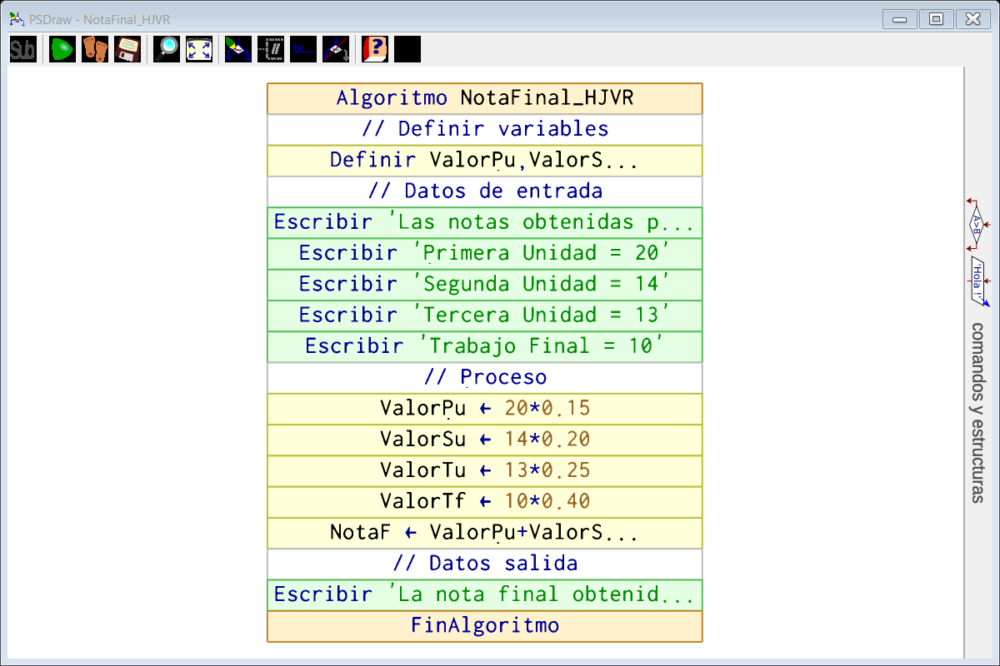 PSDraw - NotaFinal_HJVR
Sub
//
?
Algoritmo NotaFinal_HJVR
// Definir variables
Definir ValorPu,ValorS...
// Datos de entrada
Escribir 'Las notas obtenidas p...
Escribir 'Primera Unidad = 20'
Escribir 'Segunda Unidad = 14'
Escribir 'Tercera Unidad = 13'
Escribir 'Trabajo Final = 10'
// Proceso
ValorPu ← 20*0.15
ValorSu ← 14*0.20
ValorTu ← 13*0.25
ValorTf ← 10*0.40
NotaF ← ValorPu+ValorS...
// Datos salida
Escribir 'La nota final obtenid...
FinAlgoritmo
A>B
'Hola !'
comandos y estructuras